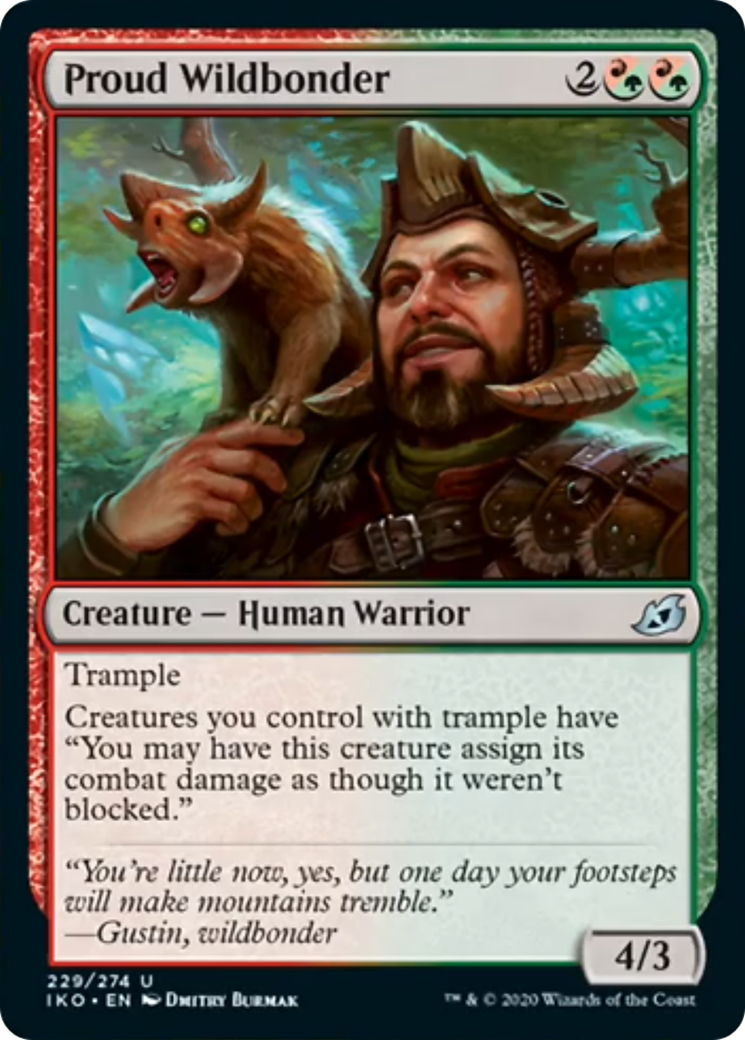 Proud Wildbonder
2
Creature — Human Warrior
Trample
Creatures you control with trample have
“You may have this creature assign its
combat damage as though it weren’t
blocked.”
“You’re little now, yes, but one day your footsteps
will make mountains tremble.”
—Gustin, wildbonder
4/3
229/274 U
IKO • EN Dmitry Burmak
™ & © 2020 Wizards of the Coast